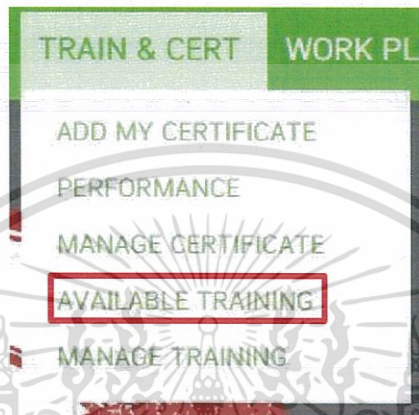 TRAIN & CERT WORK PL
ADD MY CERTIFICATE
PERFORMANCE
MANAGE CERTIFICATE
AVAILABLE TRAINING
MANAGE TRAINING